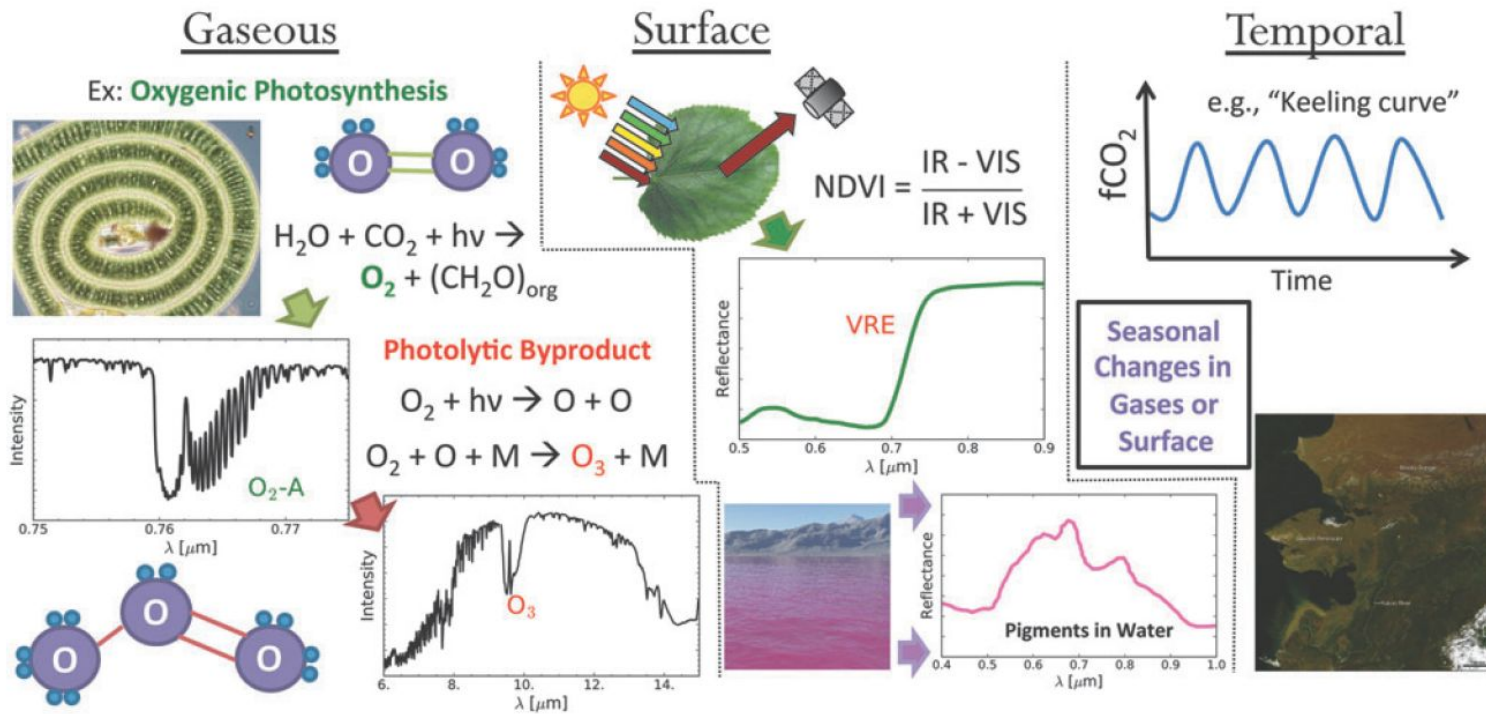 Gaseous
Ex: Oxygenic Photosynthesis
O O
H₂O + CO₂ + hν →
O₂ + (CH₂O)org
Intensity
O₂-A
0.75 0.76 0.77
λ [μm]
Photolytic Byproduct
O₂ + hν → O + O
O₂ + O + M → O₃ + M
O O O
Intensity
O₃
6. 8. 10. 12. 14.
λ [μm]
Surface
NDVI = IR - VIS
IR + VIS
Reflectance
VRE
0.5 0.6 0.7 0.8 0.9
λ [μm]
Reflectance
Pigments in Water
0.4 0.5 0.6 0.7 0.8 0.9 1.0
λ [μm]
Temporal
e.g., “Keeling curve”
fCO₂
Time
Seasonal
Changes in
Gases or
Surface